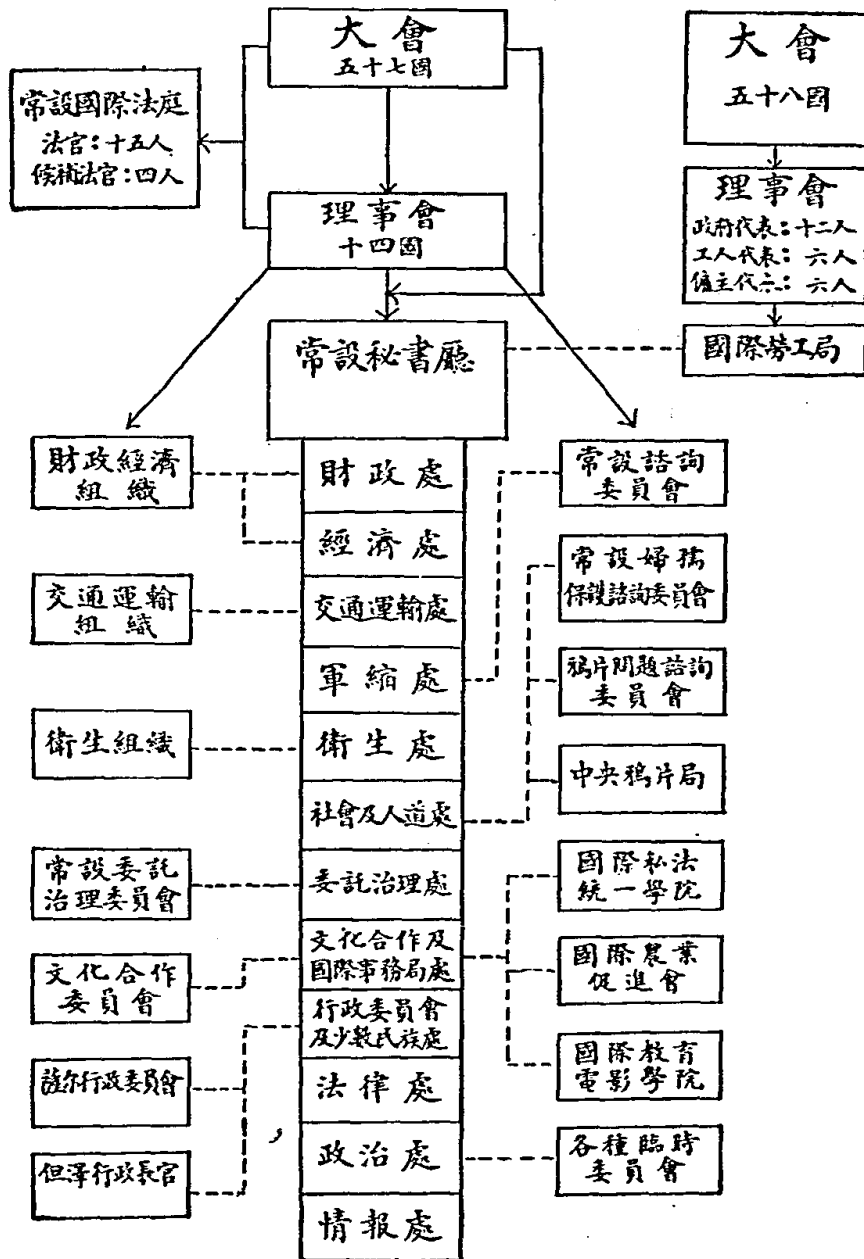 大會
五十七國
大會
五十八國
常設國際法庭
法官：十五人
候補法官：四人
理事會
十四國
理事會
政府代表：十二人
工人代表：六人
僱主代六：六人
常設秘書廳
國際勞工局
財政經濟
組織
財政處
常設諮詢
委員會
經濟處
常設婦孺
保護諮詢委員會
交通運輸
組織
交通運輸處
軍縮處
鴉片問題諮詢
委員會
衛生組織
衛生處
中央鴉片局
社會及人道處
常設委託
治理委員會
委託治理處
國際私法
統一學院
文化合作
委員會
文化合作及
國際事務局處
國際農業
促進會
行政委員會
及少數民族處
薩尔行政委員會
法律處
國際教育
電影學院
但澤行政長官
政治處
各種臨時
委員會
情報處